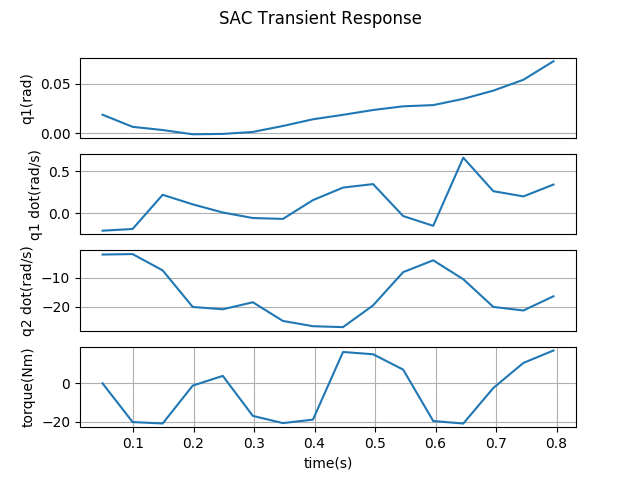 SAC Transient Response
q1(rad)
0.05
0.00
q1 dot(rad/s)
0.5
0.0
q2 dot(rad/s)
−10
−20
torque(Nm)
0
−20
0.1 0.2 0.3 0.4 0.5 0.6 0.7 0.8
time(s)